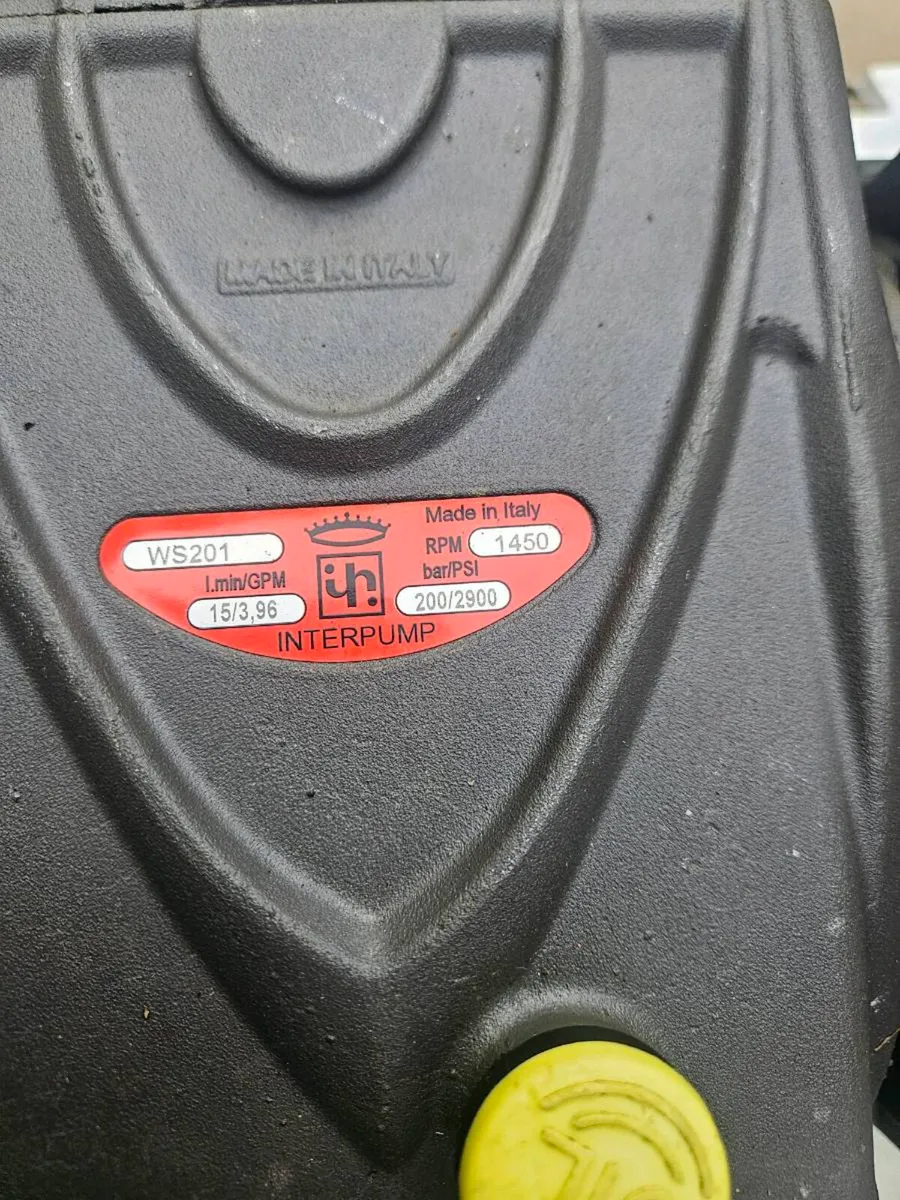 MADE IN ITALY
Made in Italy
WS201
RPM 1450
l.min/GPM
bar/PSI
15/3,96
200/2900
ih.
INTERPUMP